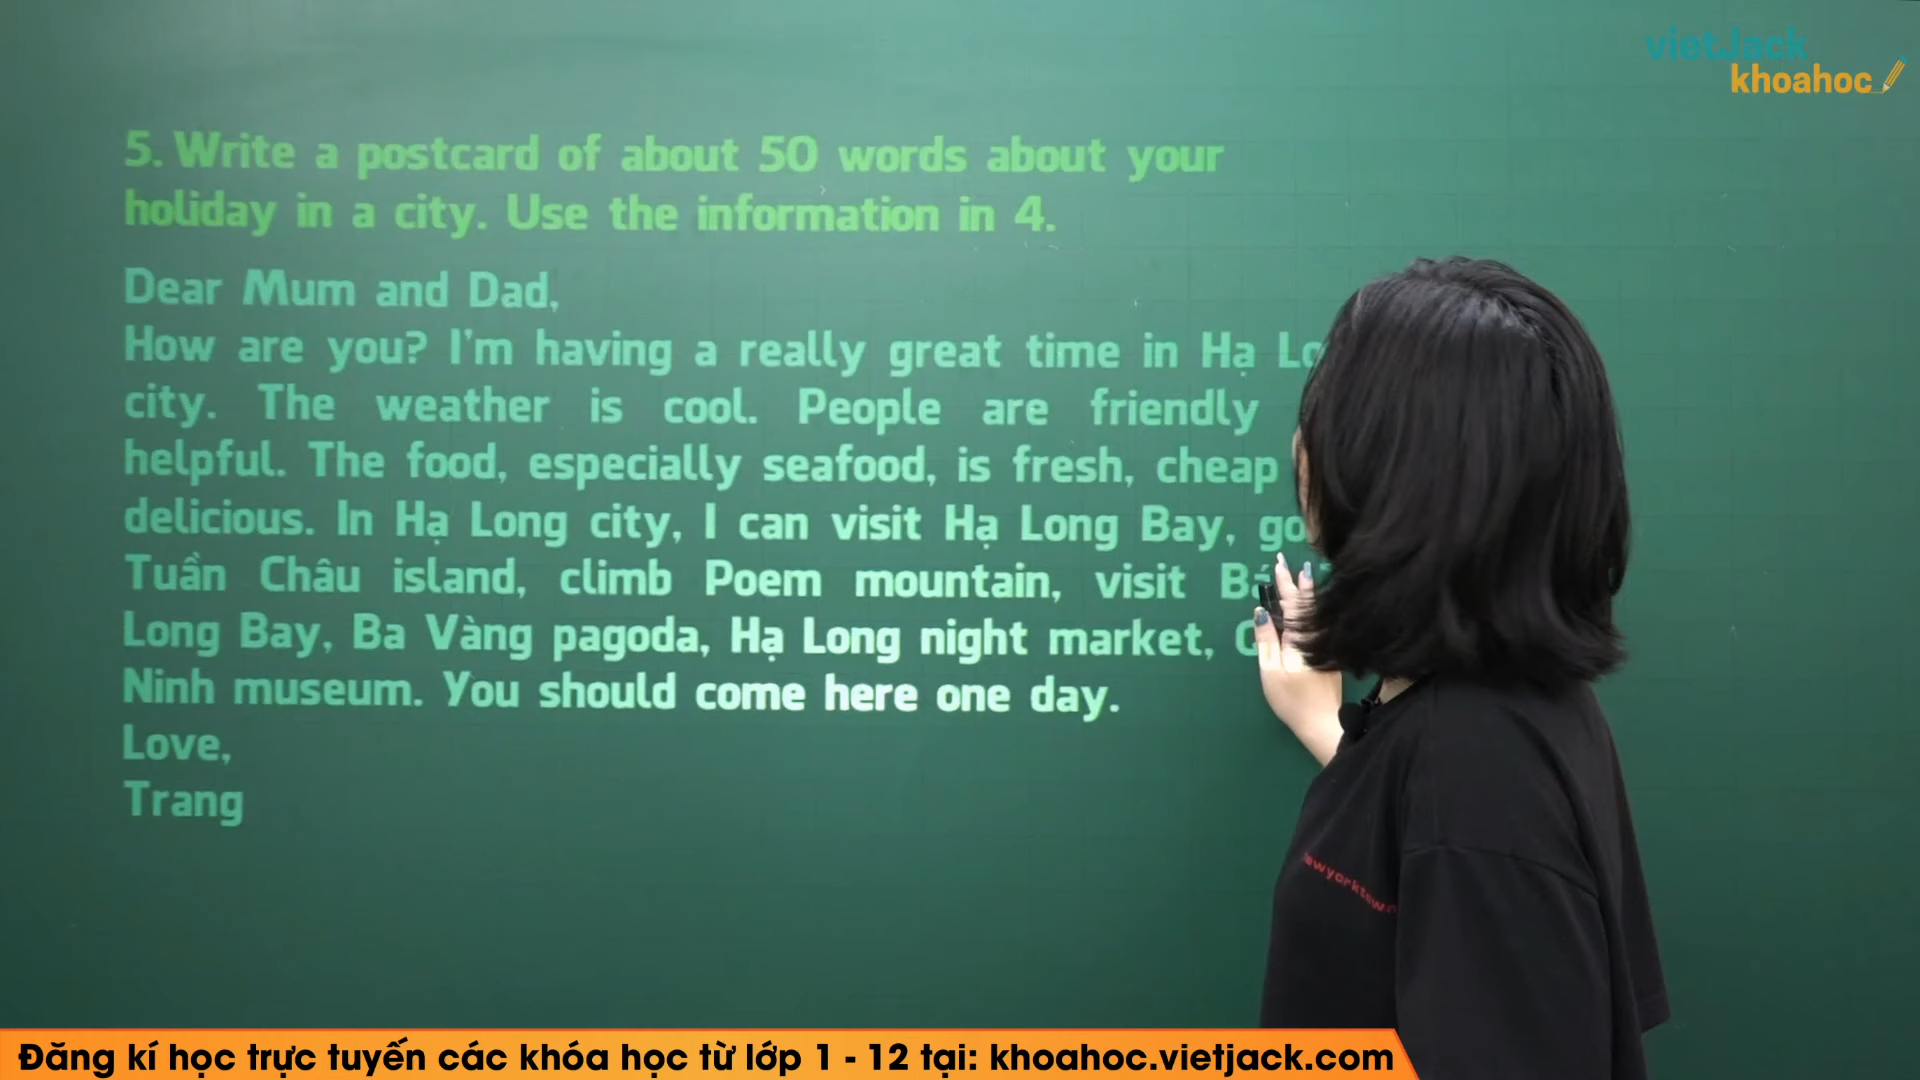 vietJack
khoahoc
5. Write a postcard of about 50 words about your
holiday in a city. Use the information in 4.
Dear Mum and Dad,
How are you? I'm having a really great time in Hạ
city. The weather is cool. People are friendly
helpful. The food, especially seafood, is fresh, cheap
delicious. In Hạ Long city, I can visit Hạ Long Bay, go
Tuần Châu island, climb Poem mountain, visit
Long Bay, Ba Vàng pagoda, Hạ Long night market,
Ninh museum. You should come here one day.
Love,
Trang
newyorktown
Đăng kí học trực tuyến các khóa học từ lớp 1 - 12 tại: khoahoc.vietjack.com